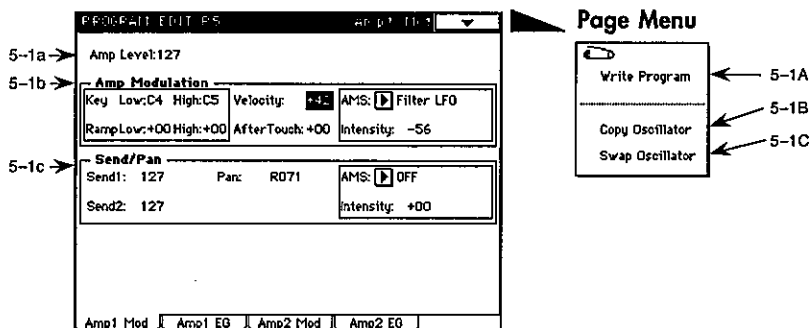 PROGRAM EDIT P5
Page Menu
5-1a
Amp Level:127
5-1b
Amp Modulation
Key Low:C4 High:C5 Velocity: +42 AMS: Filter LFO
RampLow:+00 High:+00 AfterTouch:+00 Intensity: -56
5-1c
Send/Pan
Send1: 127 Pan: R071 AMS: OFF
Send2: 127 Intensity: +00
Amp1 Mod Amp1 EG Amp2 Mod Amp2 EG
Write Program
5-1A
5-1B
Copy Oscillator
5-1C
Swap Oscillator